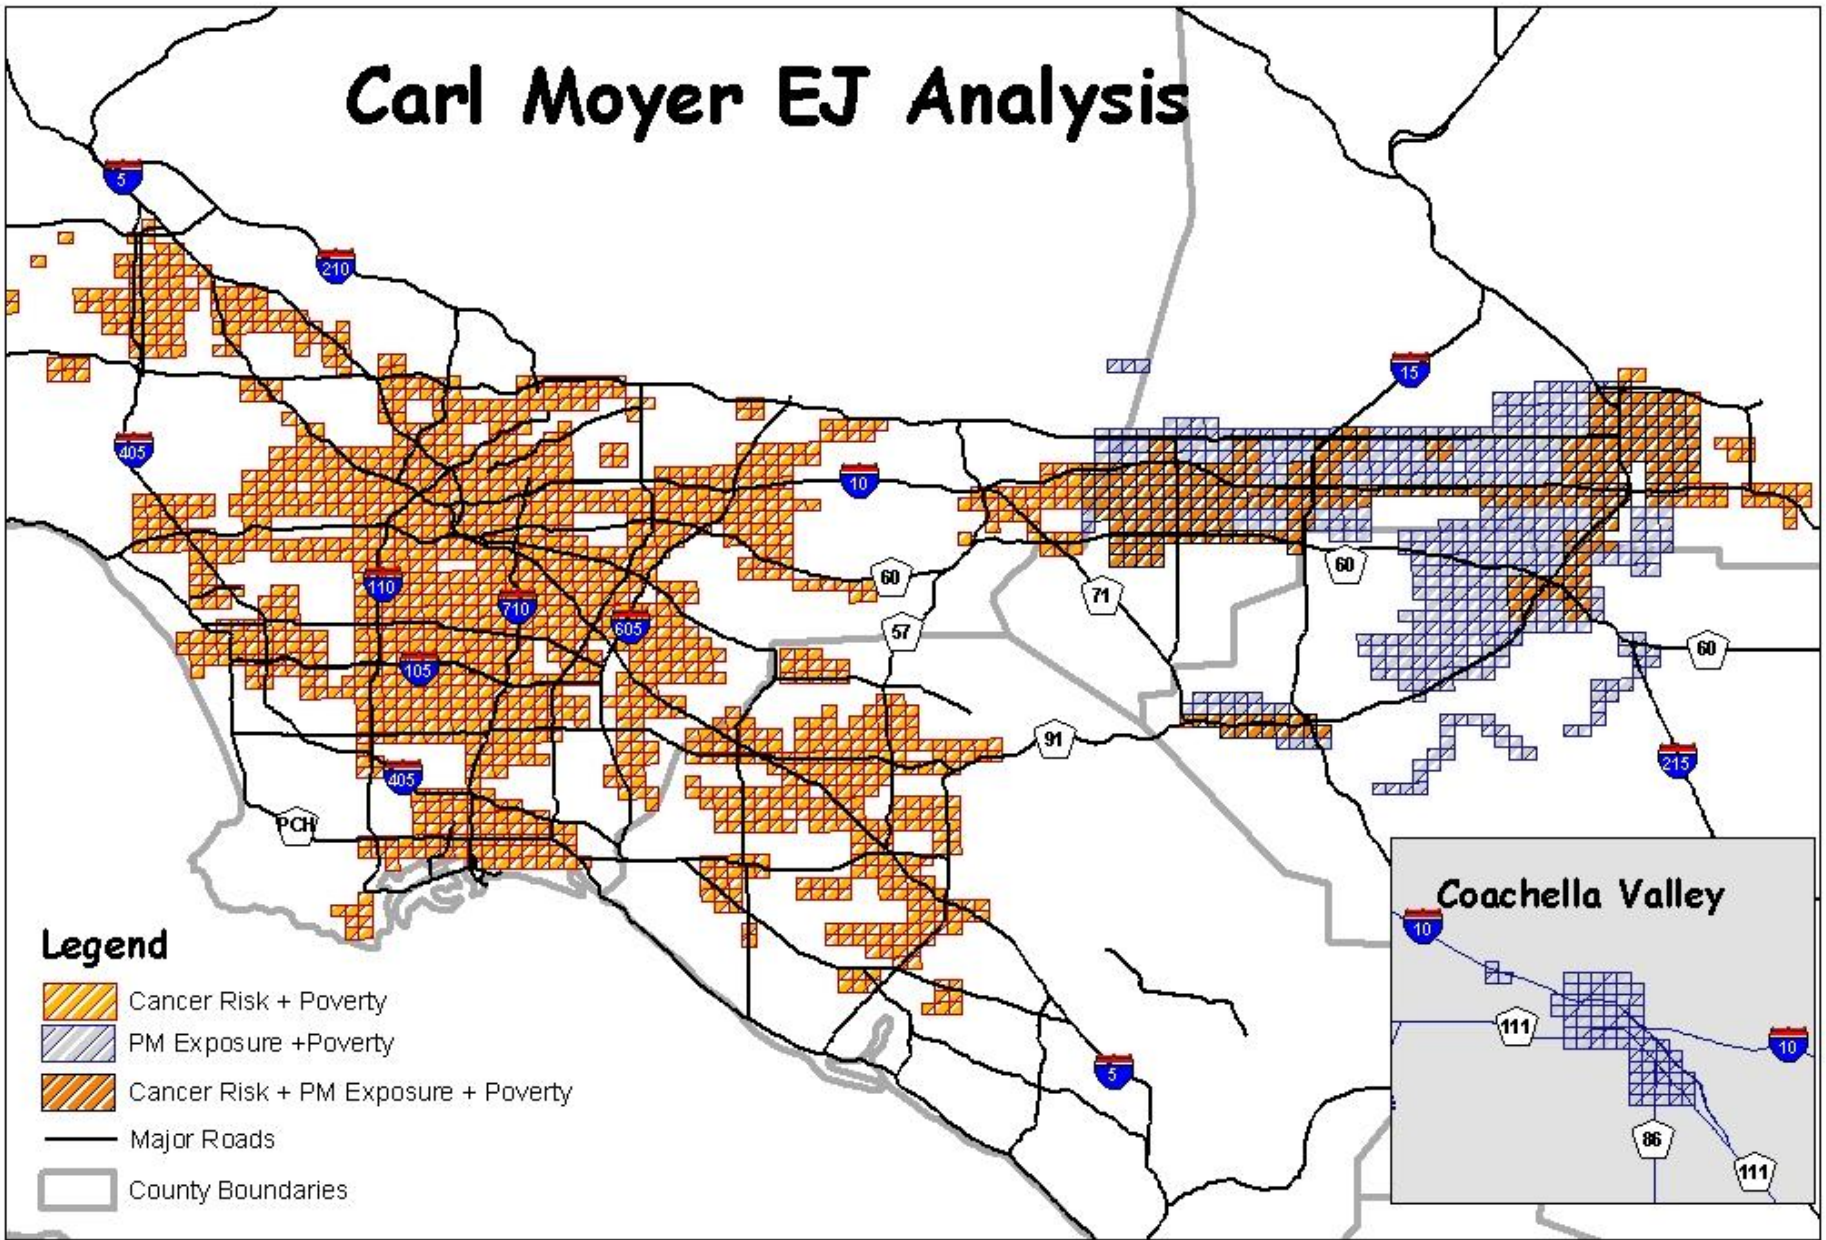 Carl Moyer EJ Analysis
5
210
15
405
10
110
710
605
60
60
71
57
105
60
91
405
215
PCH
5
Coachella Valley
10
111
10
86
111
Legend
Cancer Risk + Poverty
PM Exposure +Poverty
Cancer Risk + PM Exposure + Poverty
Major Roads
County Boundaries